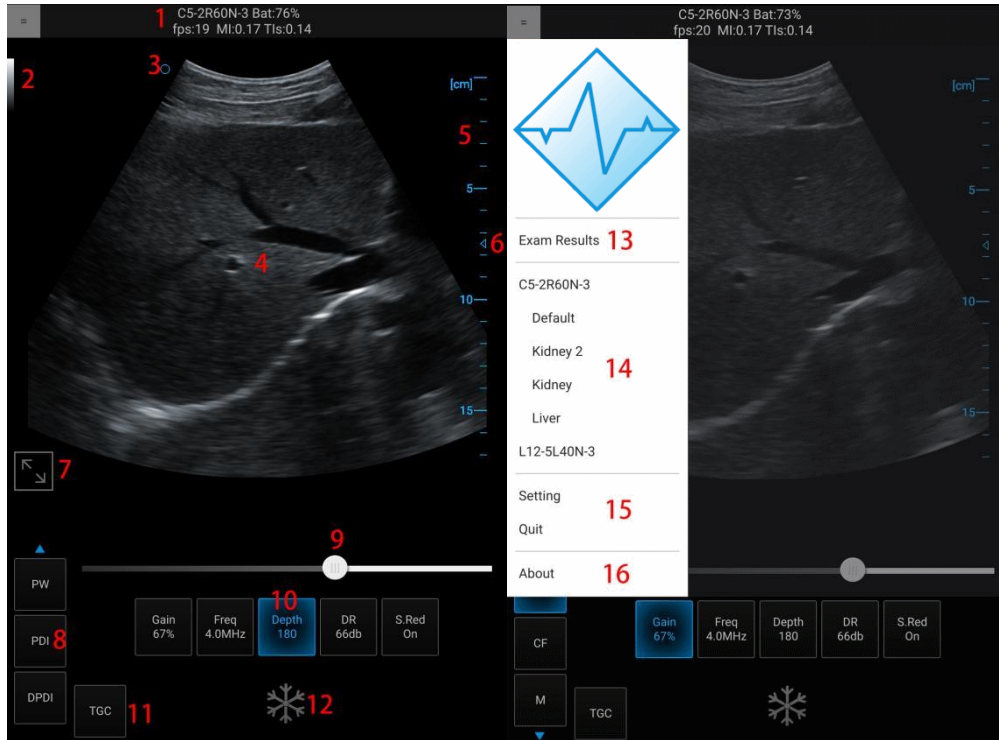 =
1
C5-2R60N-3 Bat:76%
fps:19 MI:0.17 TIs:0.14
2
3
[cm]
5
5
6
4
10
15
7
9
PW
10
Gain
67%
Freq
4.0MHz
Depth
180
DR
66db
S.Red
On
PDI 8
DPDI
TGC 11
12
=
C5-2R60N-3 Bat:73%
fps:20 MI:0.17 TIs:0.14
[cm]
5
10
15
Exam Results 13
C5-2R60N-3
Default
Kidney 2
14
Kidney
Liver
L12-5L40N-3
Setting
15
Quit
About 16
Gain
67%
Freq
4.0MHz
Depth
180
DR
66db
S.Red
On
CF
M
TGC